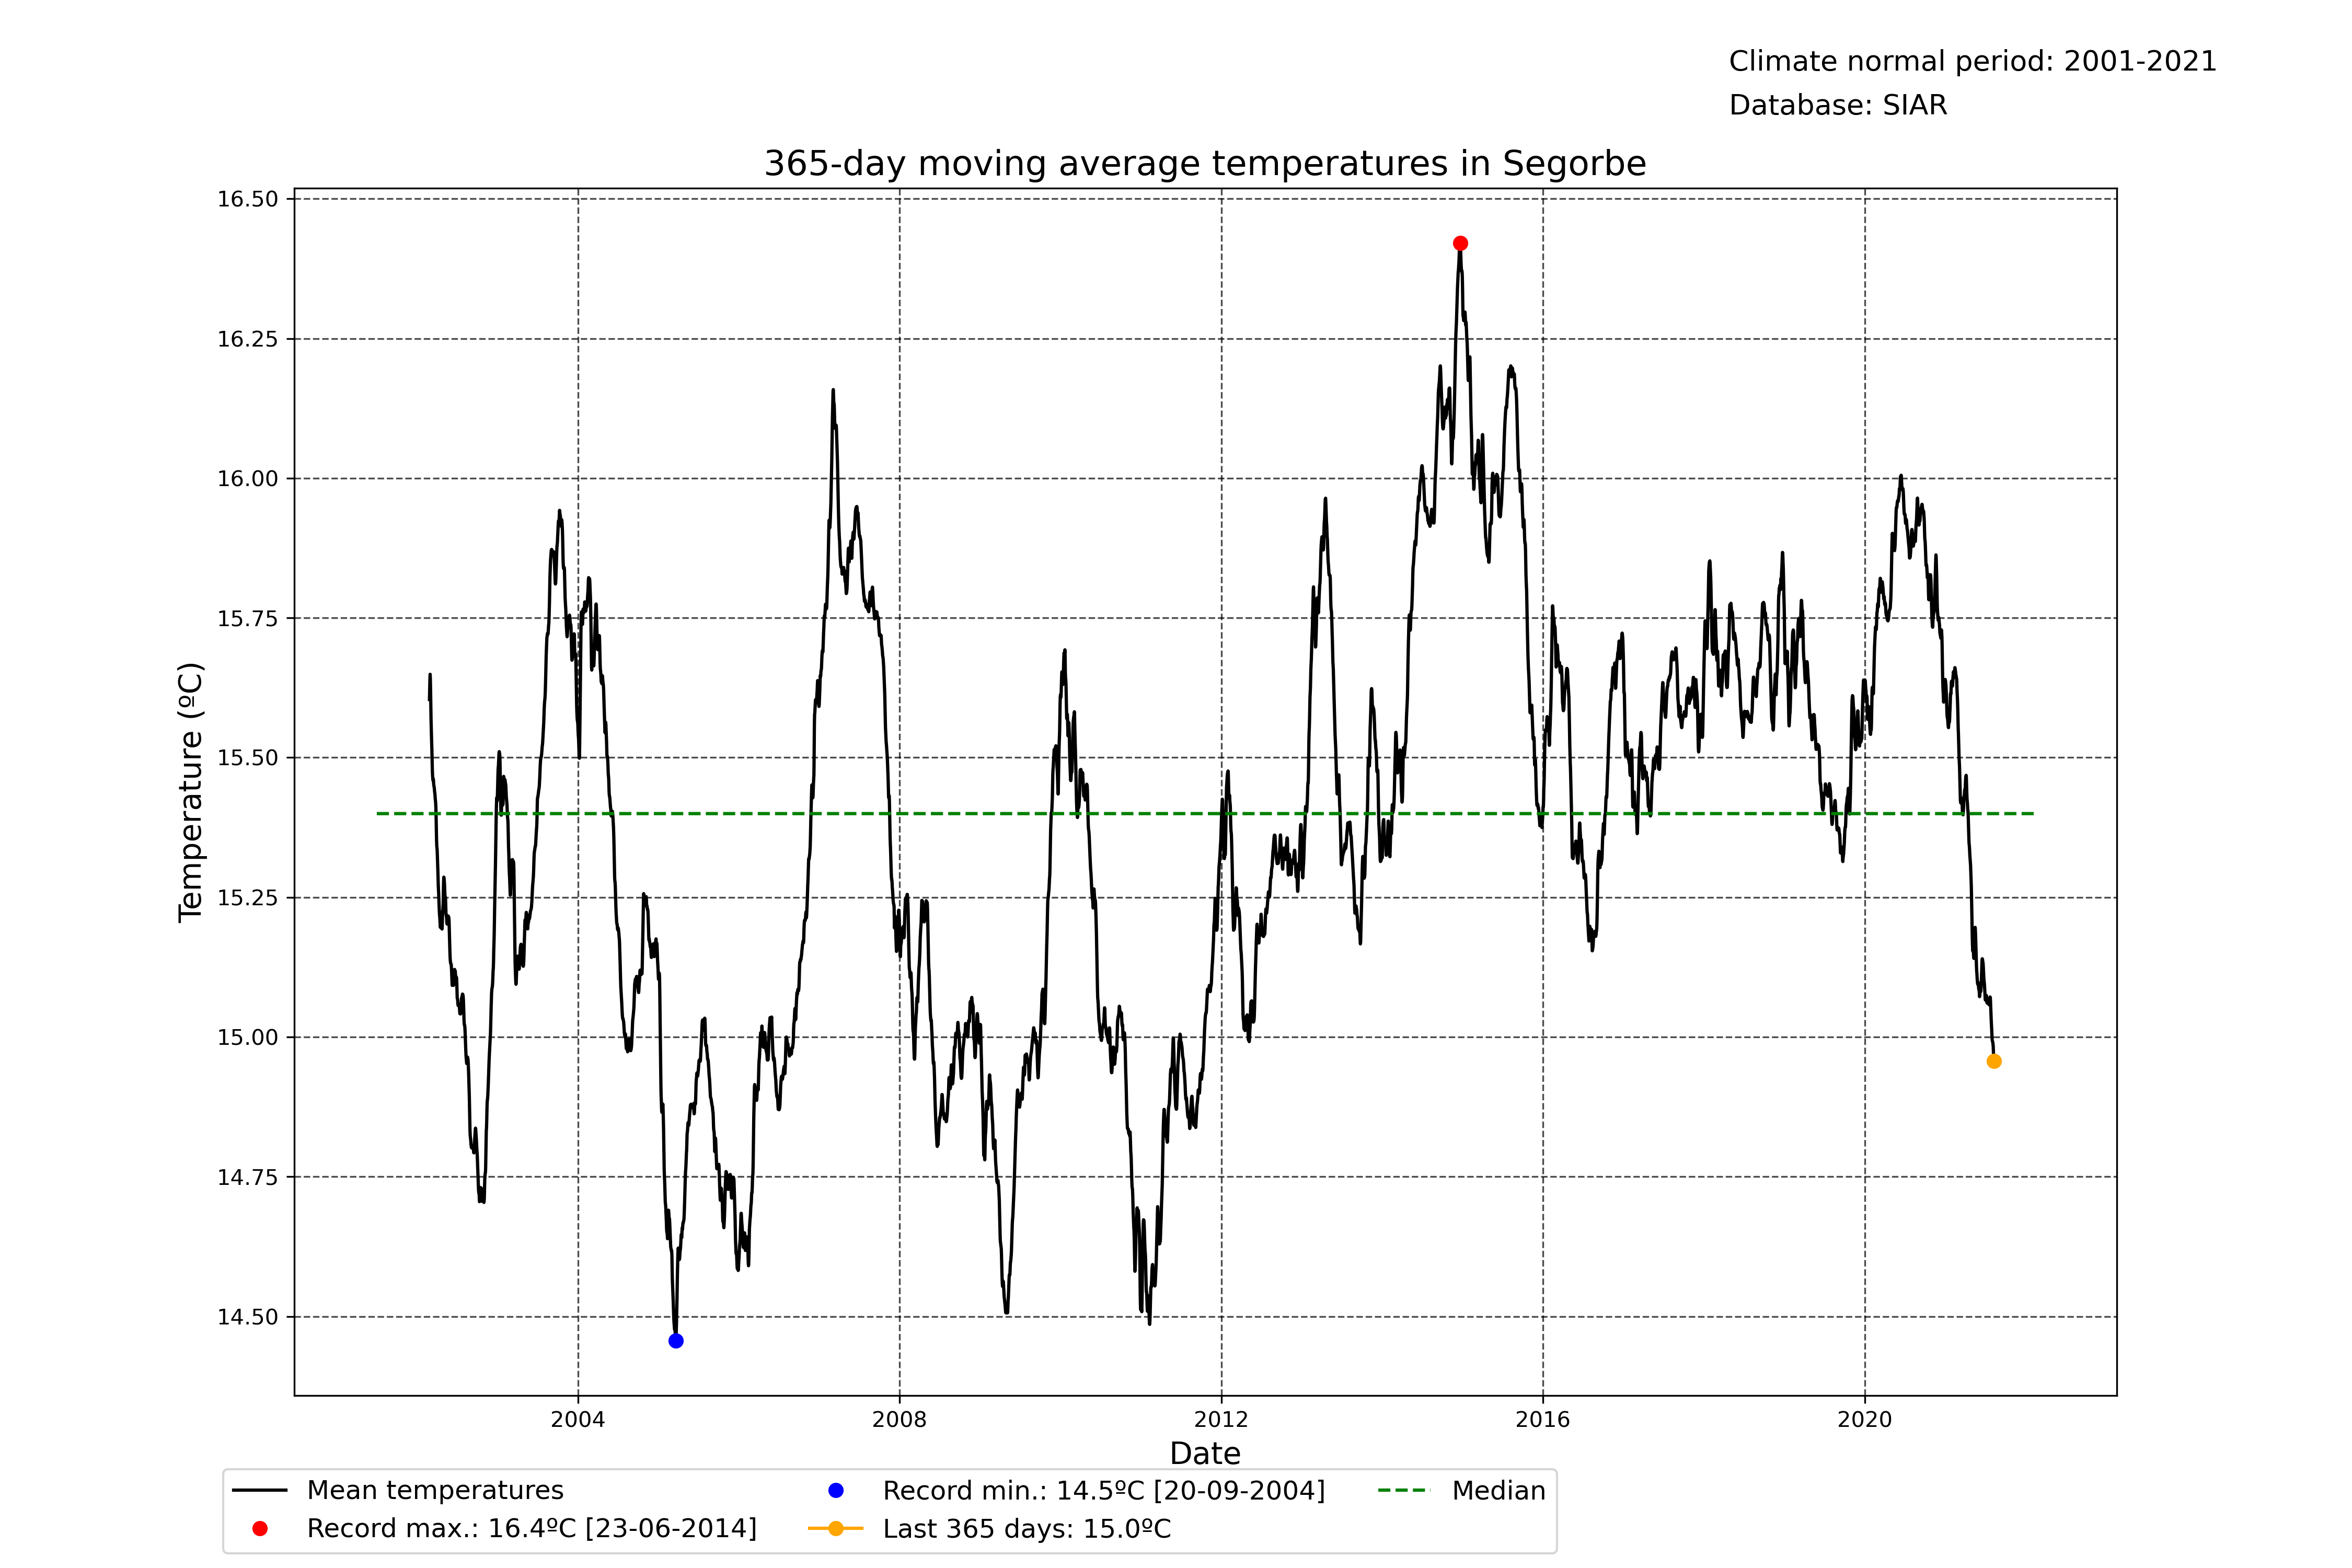 Climate normal period: 2001-2021
Database: SIAR
365-day moving average temperatures in Segorbe
16.50
16.25
16.00
15.75
15.50
15.25
15.00
14.75
14.50
Temperature (ºC)
2004 2008 2012 2016 2020
Date
Mean temperatures
Record max.: 16.4ºC [23-06-2014]
Record min.: 14.5ºC [20-09-2004]
Last 365 days: 15.0ºC
Median